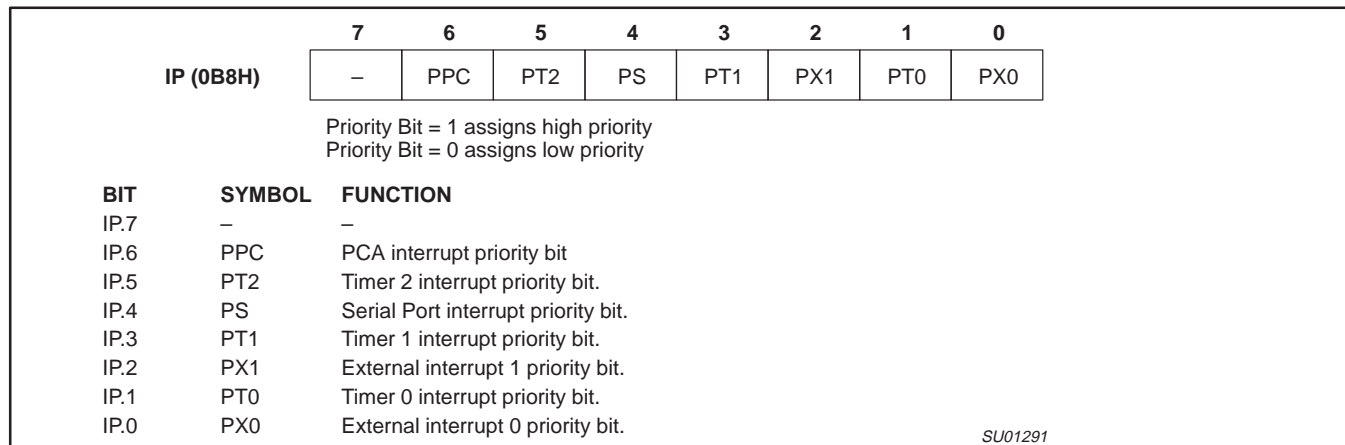 7 6 5 4 3 2 1 0
IP (0B8H) – PPC PT2 PS PT1 PX1 PT0 PX0
Priority Bit = 1 assigns high priority
Priority Bit = 0 assigns low priority
BIT SYMBOL FUNCTION
IP.7 – –
IP.6 PPC PCA interrupt priority bit
IP.5 PT2 Timer 2 interrupt priority bit.
IP.4 PS Serial Port interrupt priority bit.
IP.3 PT1 Timer 1 interrupt priority bit.
IP.2 PX1 External interrupt 1 priority bit.
IP.1 PT0 Timer 0 interrupt priority bit.
IP.0 PX0 External interrupt 0 priority bit.
SU01291